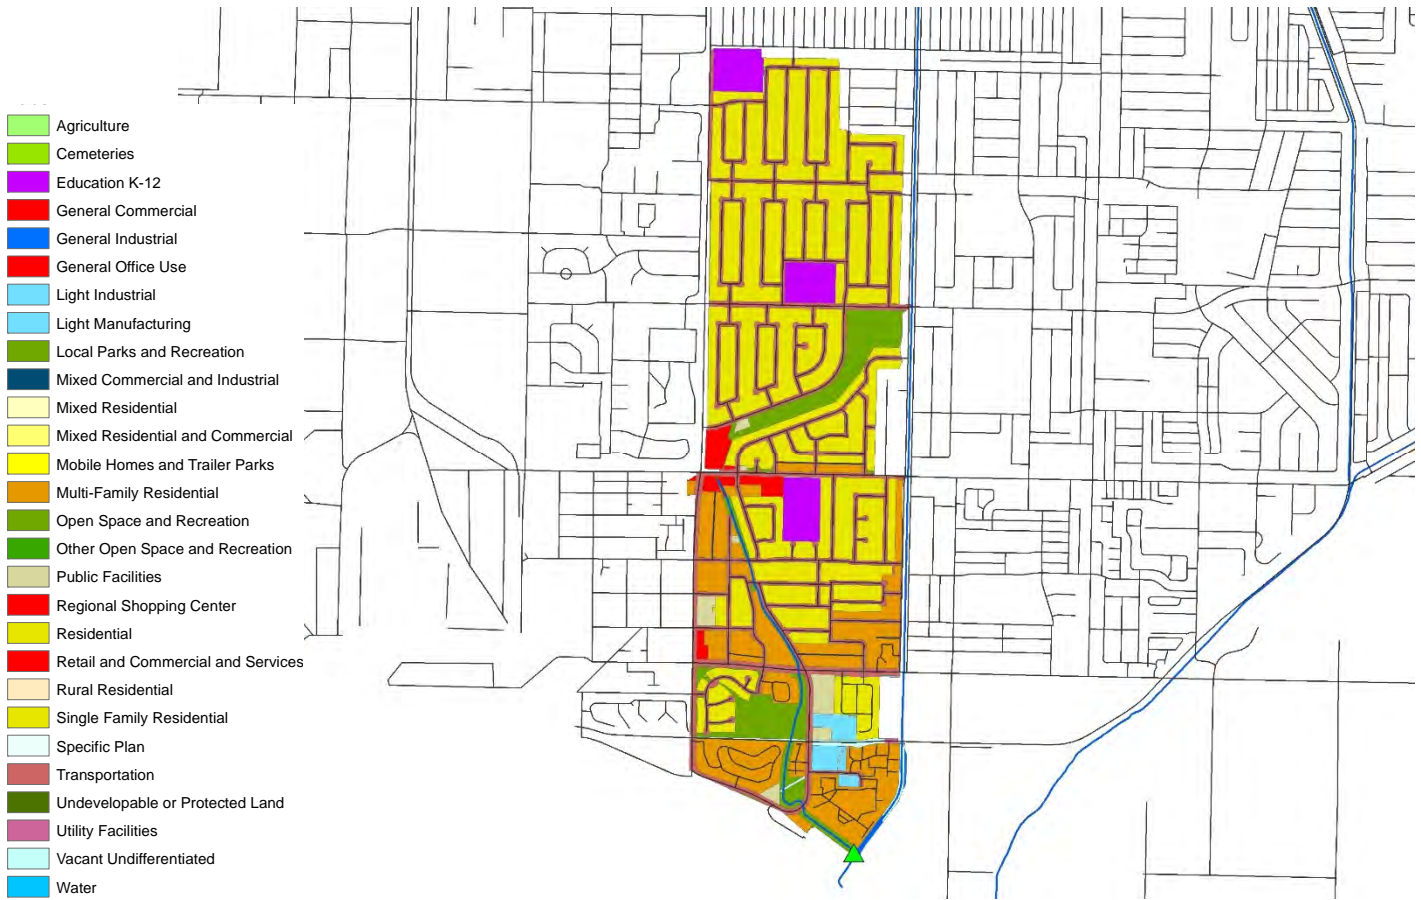 Agriculture
Cemeteries
Education K-12
General Commercial
General Industrial
General Office Use
Light Industrial
Light Manufacturing
Local Parks and Recreation
Mixed Commercial and Industrial
Mixed Residential
Mixed Residential and Commercial
Mobile Homes and Trailer Parks
Multi-Family Residential
Open Space and Recreation
Other Open Space and Recreation
Public Facilities
Regional Shopping Center
Residential
Retail and Commercial and Services
Rural Residential
Single Family Residential
Specific Plan
Transportation
Undevelopable or Protected Land
Utility Facilities
Vacant Undifferentiated
Water